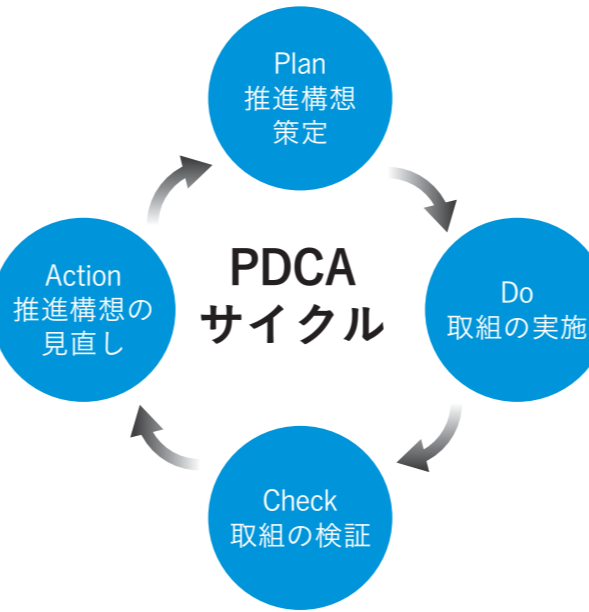 Plan
推進構想
策定
PDCA
サイクル
Action
推進構想の
見直し
Do
取組の実施
Check
取組の検証